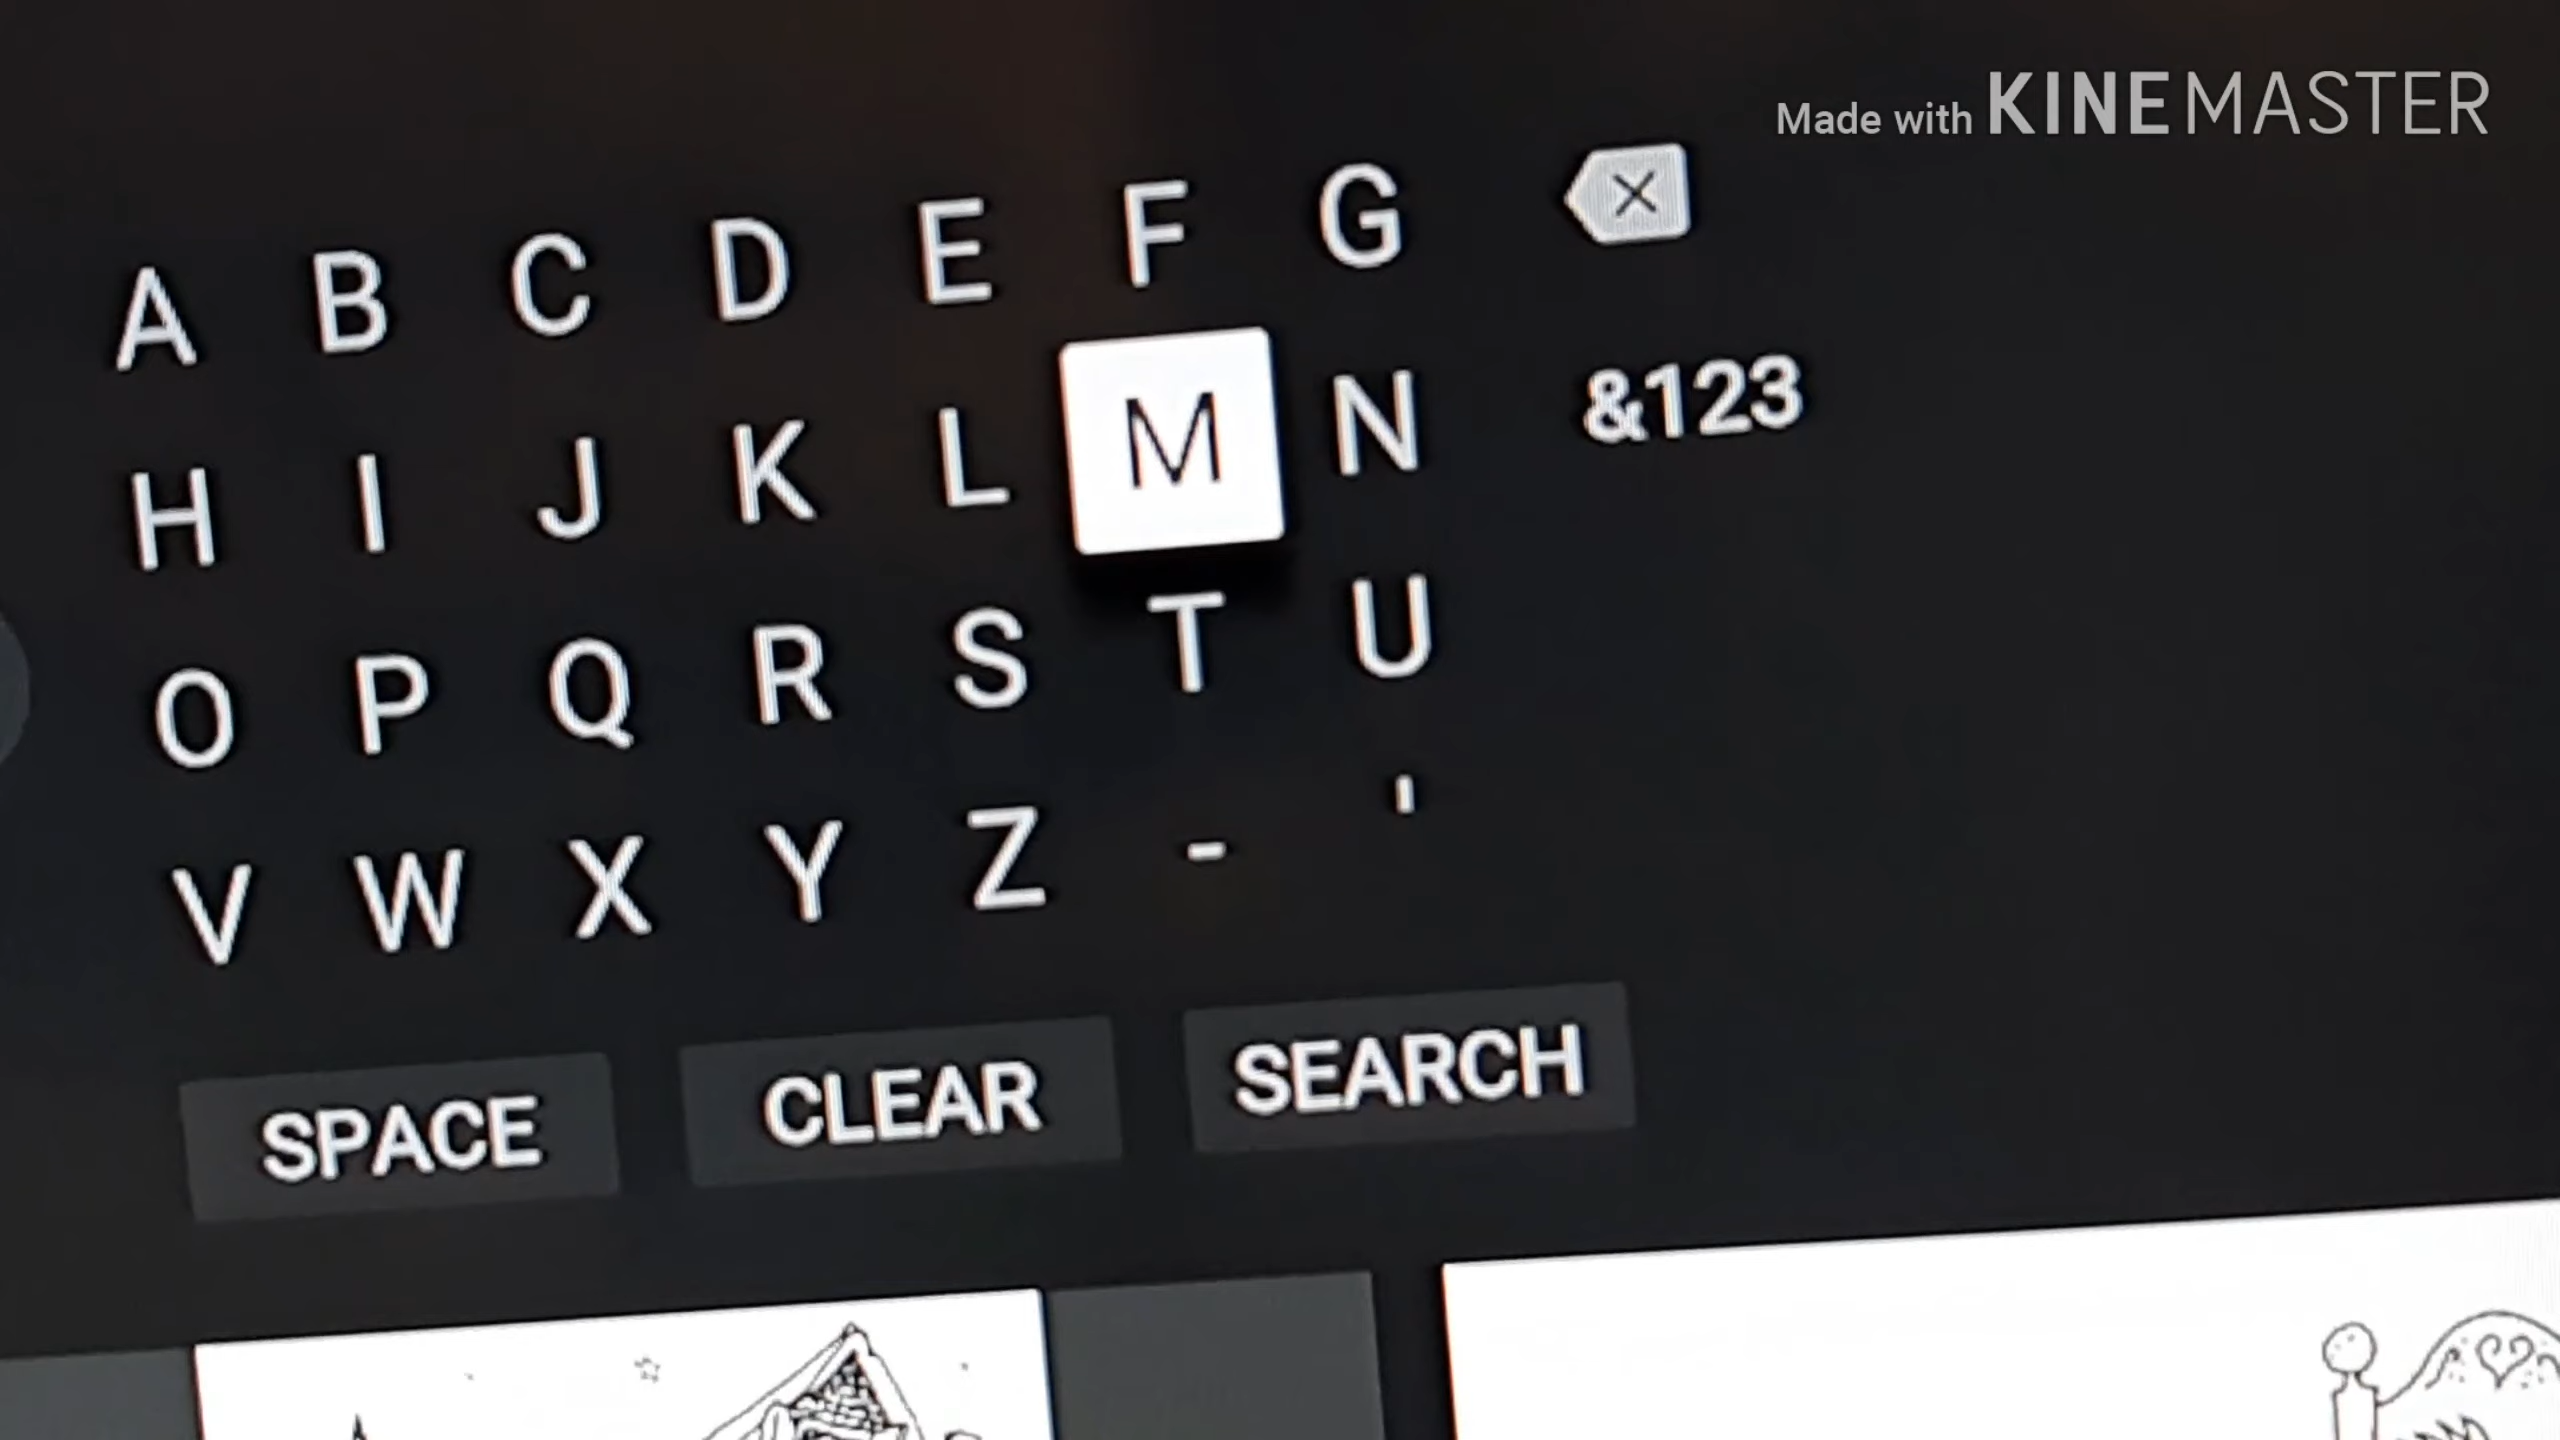 Made with KINEMASTER
A B C D E F G
H I J K L M N &123
O P Q R S T U
V W X Y Z - '
SPACE CLEAR SEARCH